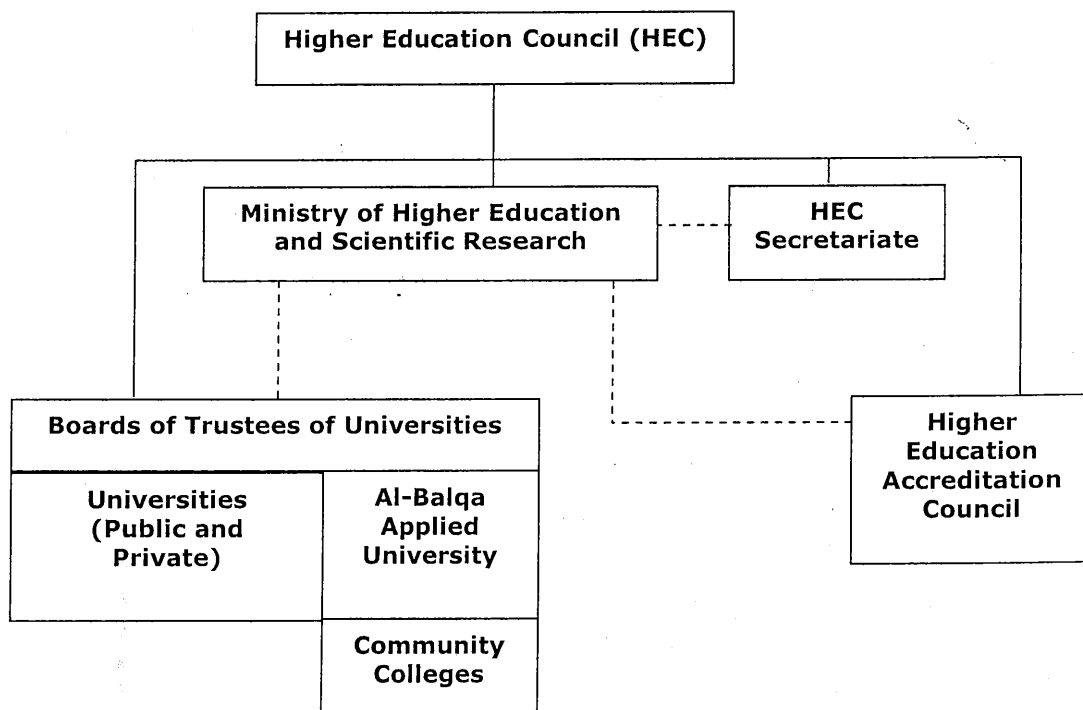 Higher Education Council (HEC)
Ministry of Higher Education
and Scientific Research
HEC
Secretariate
Boards of Trustees of Universities
Universities
(Public and
Private)
Al-Balqa
Applied
University
Community
Colleges
Higher
Education
Accreditation
Council